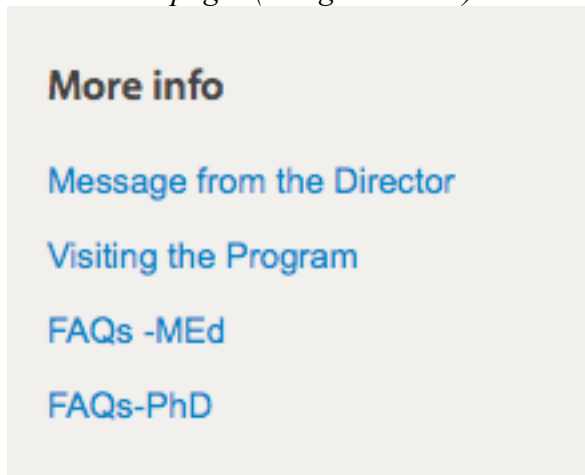 More info
Message from the Director
Visiting the Program
FAQs -MEd
FAQs-PhD